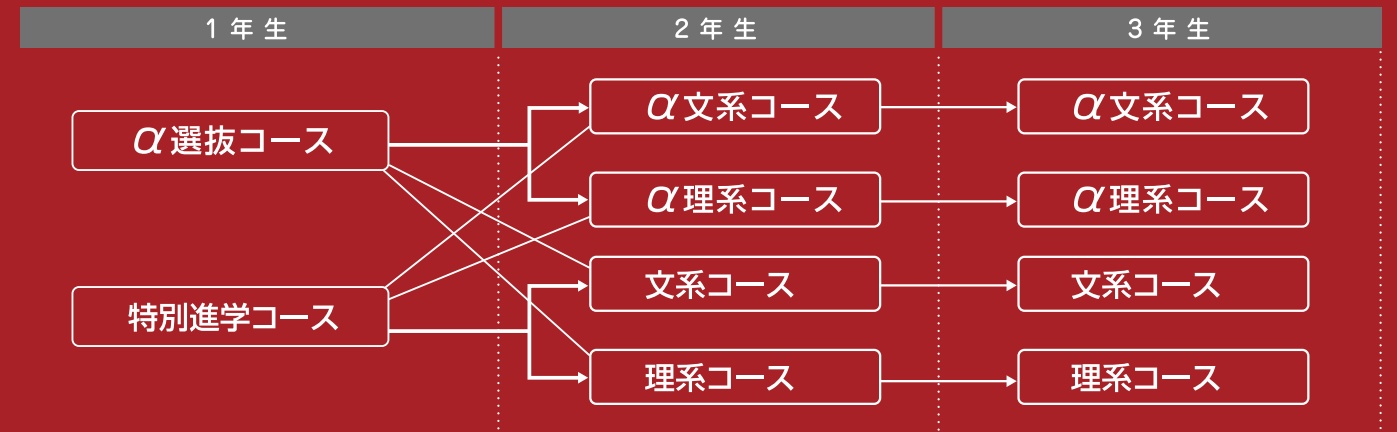 1年生
2年生
3年生
α選抜コース
特別進学コース
α文系コース
α理系コース
文系コース
理系コース
α文系コース
α理系コース
文系コース
理系コース